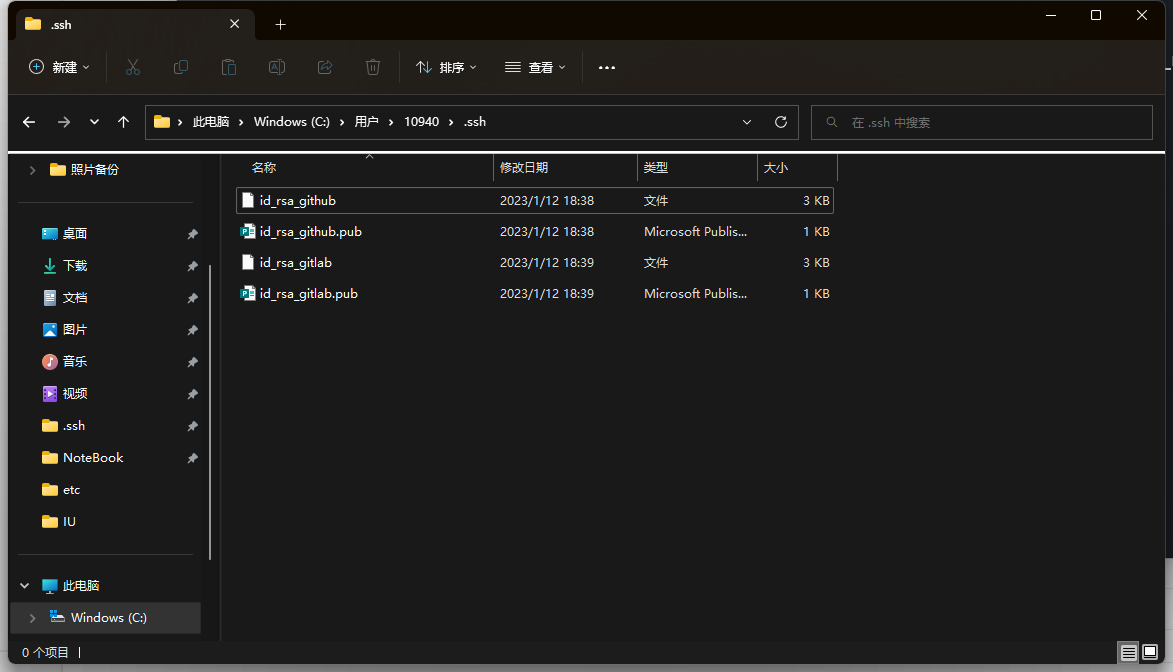 .ssh
新建
排序
查看
此电脑 Windows (C:) 用户 10940 .ssh
在 .ssh 中搜索
照片备份
桌面
下载
文档
图片
音乐
视频
.ssh
NoteBook
etc
IU
此电脑
Windows (C:)
名称 修改日期 类型 大小
id_rsa_github 2023/1/12 18:38 文件 3 KB
id_rsa_github.pub 2023/1/12 18:38 Microsoft Publis... 1 KB
id_rsa_gitlab 2023/1/12 18:39 文件 3 KB
id_rsa_gitlab.pub 2023/1/12 18:39 Microsoft Publis... 1 KB
0 个项目